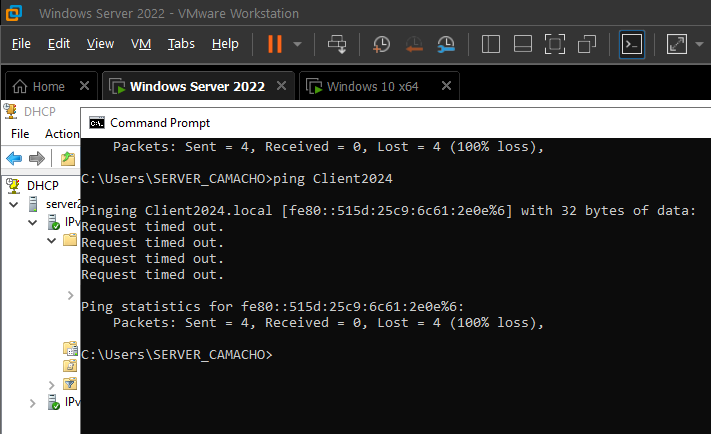 Windows Server 2022 - VMware Workstation
File Edit View VM Tabs Help
Home Windows Server 2022 Windows 10 x64
DHCP
File Action
DHCP
IPv
IPv
Command Prompt
Packets: Sent = 4, Received = 0, Lost = 4 (100% loss),
C:\Users\SERVER_CAMACHO>ping Client2024
Pinging Client2024.local [fe80::515d:25c9:6c61:2e0e%6] with 32 bytes of data:
Request timed out.
Request timed out.
Request timed out.
Request timed out.
Ping statistics for fe80::515d:25c9:6c61:2e0e%6:
Packets: Sent = 4, Received = 0, Lost = 4 (100% loss),
C:\Users\SERVER_CAMACHO>